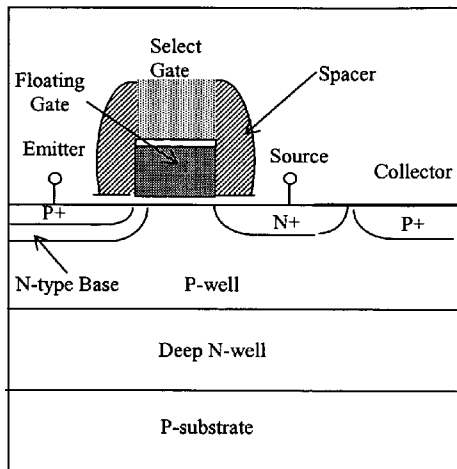 Select
Gate
Floating
Gate
Spacer
Emitter
Source
Collector
P+
N+
P+
N-type Base
P-well
Deep N-well
P-substrate